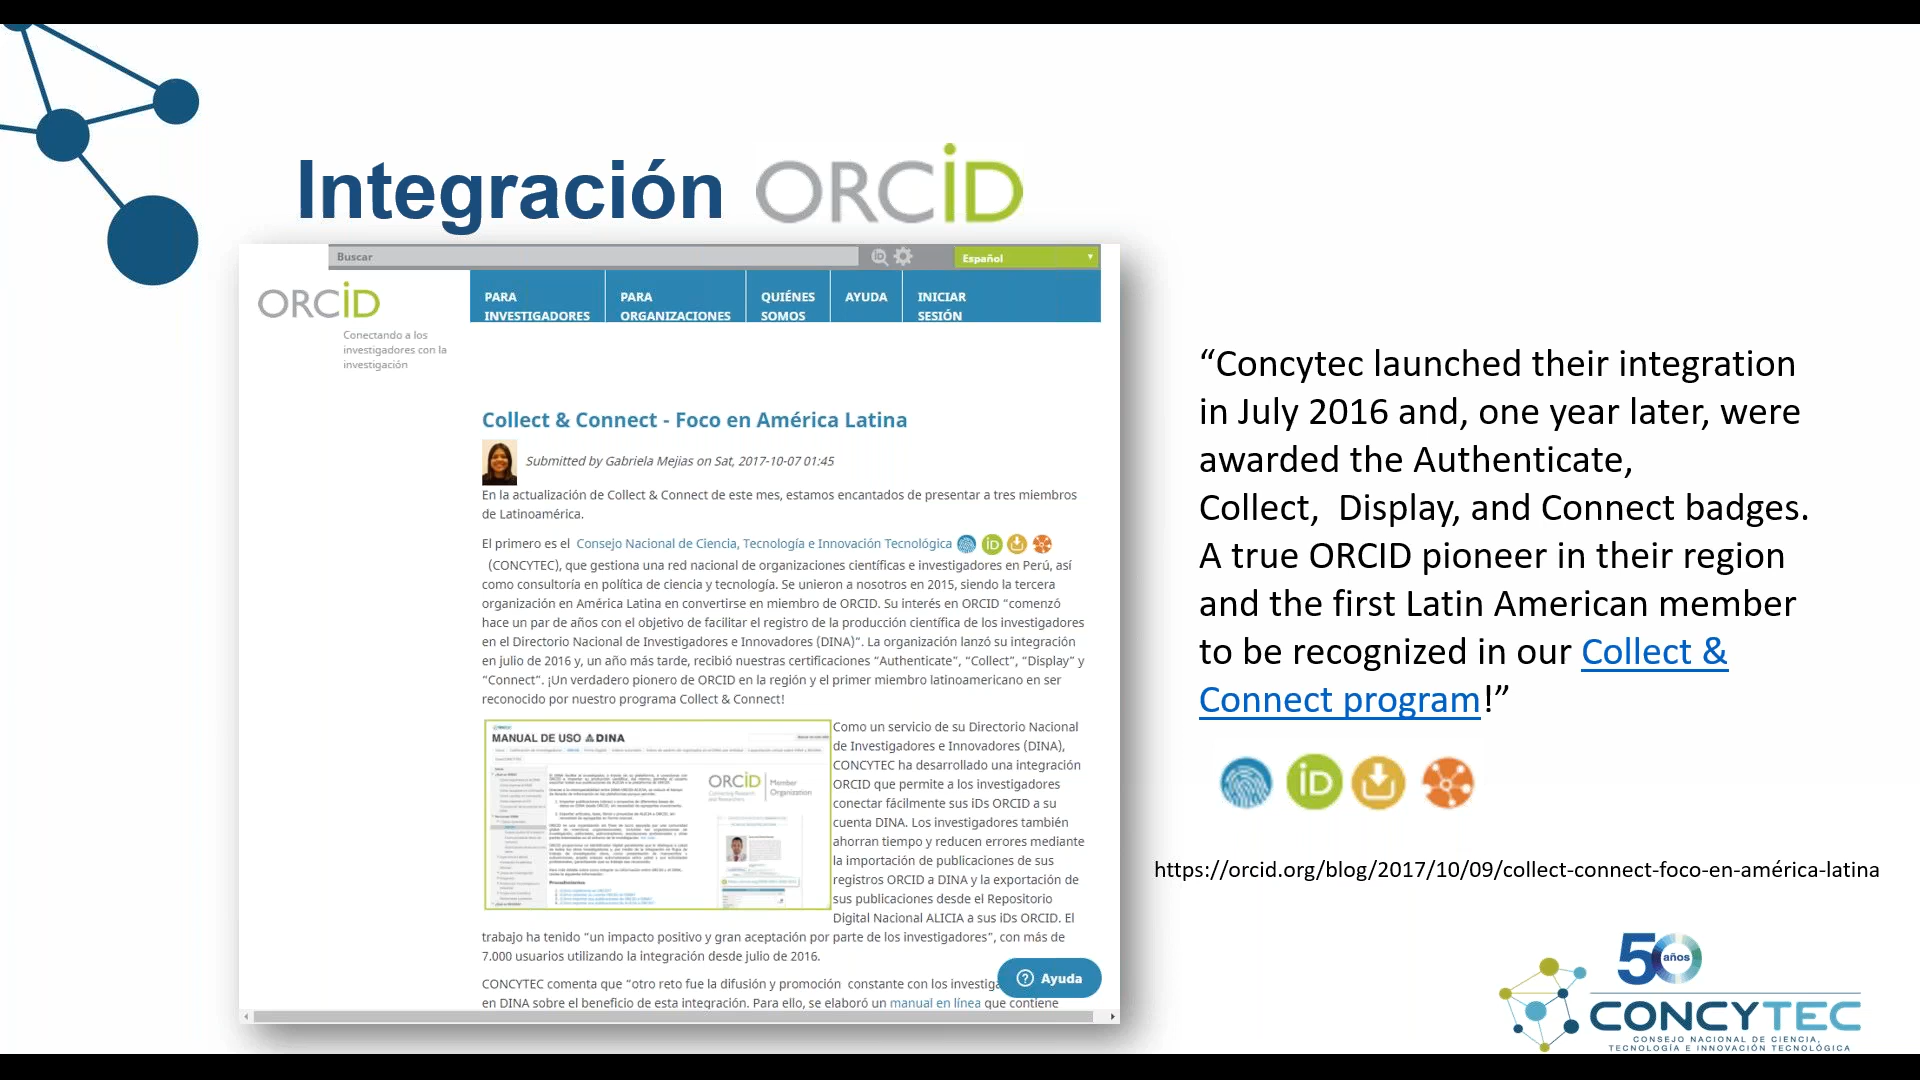 Integración ORCiD
Buscar
Español
ORCiD
Conectando a los
investigadores con la
investigación
PARA
INVESTIGADORES
PARA
ORGANIZACIONES
QUIÉNES
SOMOS
AYUDA
INICIAR
SESIÓN
Collect & Connect - Foco en América Latina
Submitted by Gabriela Mejias on Sat, 2017-10-07 01:45
En la actualización de Collect & Connect de este mes, estamos encantados de presentar a tres miembros
de Latinoamérica.
El primero es el Consejo Nacional de Ciencia, Tecnología e Innovación Tecnológica
(CONCYTEC), que gestiona una red nacional de organizaciones científicas e investigadores en Perú, así
como consultoría en política de ciencia y tecnología. Se unieron a nosotros en 2015, siendo la tercera
organización en América Latina en convertirse en miembro de ORCID. Su interés en ORCID “comenzó
hace un par de años con el objetivo de facilitar el registro de la producción científica de los investigadores
en el Directorio Nacional de Investigadores e Innovadores (DINA)”. La organización lanzó su integración
en julio de 2016 y, un año más tarde, recibió nuestras certificaciones “Authenticate”, “Collect”, “Display” y
“Connect”. ¡Un verdadero pionero de ORCID en la región y el primer miembro latinoamericano en ser
reconocido por nuestro programa Collect & Connect!
MANUAL DE USO DINA
ORCiD
Member
Organization
Como un servicio de su Directorio Nacional
de Investigadores e Innovadores (DINA),
CONCYTEC ha desarrollado una integración
ORCID que permite a los investigadores
conectar fácilmente sus iDs ORCID a su
cuenta DINA. Los investigadores también
ahorran tiempo y reducen errores mediante
la importación de publicaciones de sus
registros ORCID a DINA y la exportación de
sus publicaciones desde el Repositorio
Digital Nacional ALICIA a sus iDs ORCID. El
trabajo ha tenido “un impacto positivo y gran aceptación por parte de los investigadores”, con más de
7.000 usuarios utilizando la integración desde julio de 2016.
CONCYTEC comenta que “otro reto fue la difusión y promoción constante con los investiga
en DINA sobre el beneficio de esta integración. Para ello, se elaboró un manual en línea que contiene
Ayuda
“Concytec launched their integration
in July 2016 and, one year later, were
awarded the Authenticate,
Collect, Display, and Connect badges.
A true ORCID pioneer in their region
and the first Latin American member
to be recognized in our Collect &
Connect program!”
iD
https://orcid.org/blog/2017/10/09/collect-connect-foco-en-américa-latina
50 años
CONCYTEC
CONSEJO NACIONAL DE CIENCIA,
TECNOLOGÍA E INNOVACIÓN TECNOLÓGICA